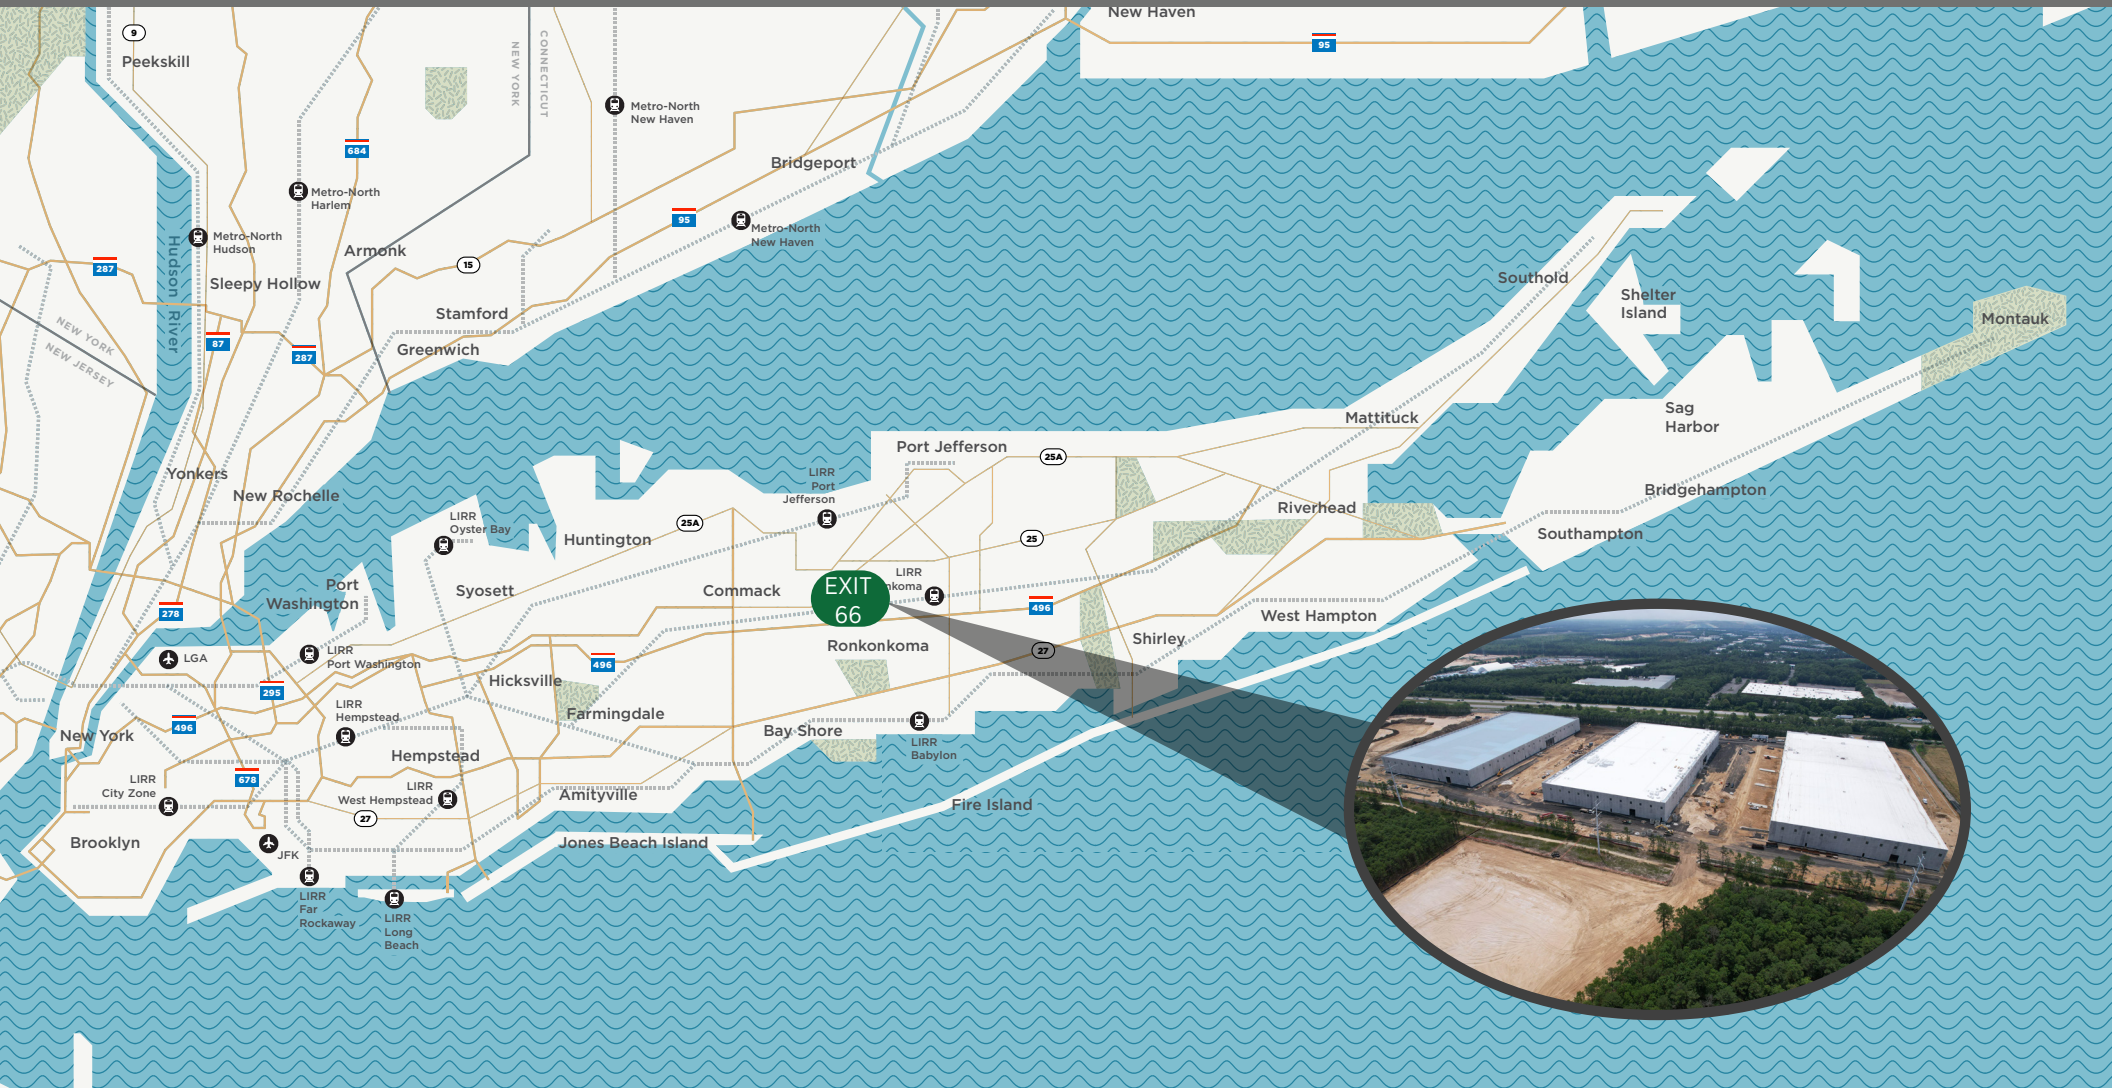 New Haven
95
9
Peekskill
NEW YORK
CONNECTICUT
Metro-North
New Haven
684
Bridgeport
Metro-North
Harlem
95
Metro-North
New Haven
Metro-North
Hudson
Armonk
15
287
Hudson River
Sleepy Hollow
Southold
Shelter
Island
Montauk
Stamford
NEW YORK
NEW JERSEY
87
287
Greenwich
Sag
Harbor
Mattituck
Port Jefferson
25A
LIRR
Port
Jefferson
Yonkers
New Rochelle
Bridgehampton
Riverhead
LIRR
Oyster Bay
25A
Huntington
25
Southampton
Port
Washington
Syosett
Commack
EXIT
66
LIRR
nkoma
496
278
West Hampton
Ronkonkoma
Shirley
27
LGA
LIRR
Port Washington
496
295
Hicksville
LIRR
Hempstead
Farmingdale
496
New York
Bay Shore
LIRR
Babylon
Hempstead
678
LIRR
City Zone
LIRR
West Hempstead
Amityville
Fire Island
27
Brooklyn
JFK
Jones Beach Island
LIRR
Far
Rockaway
LIRR
Long
Beach